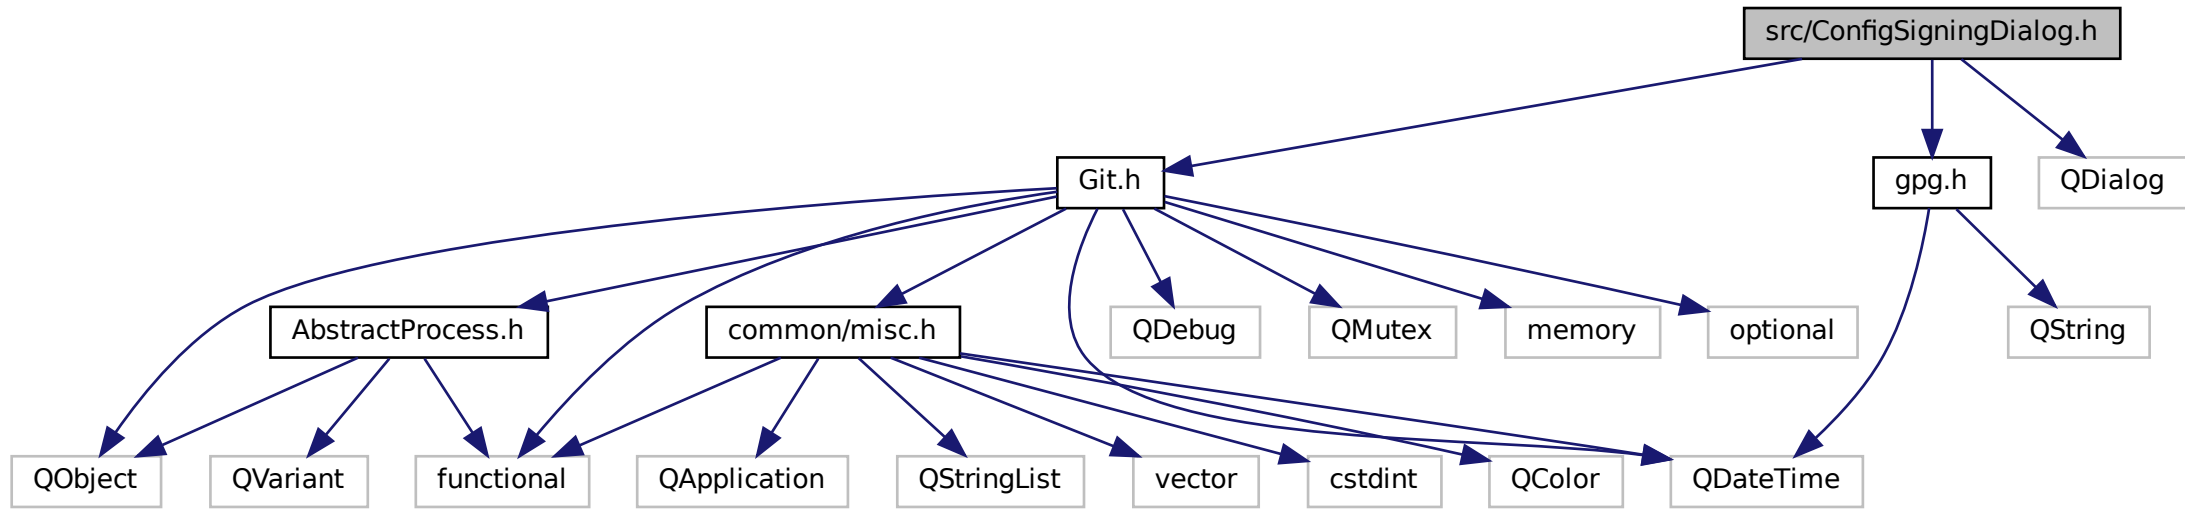 src/ConfigSigningDialog.h
Git.h
gpg.h
QDialog
AbstractProcess.h
common/misc.h
QDebug
QMutex
memory
optional
QString
QObject
QVariant
functional
QApplication
QStringList
vector
cstdint
QColor
QDateTime